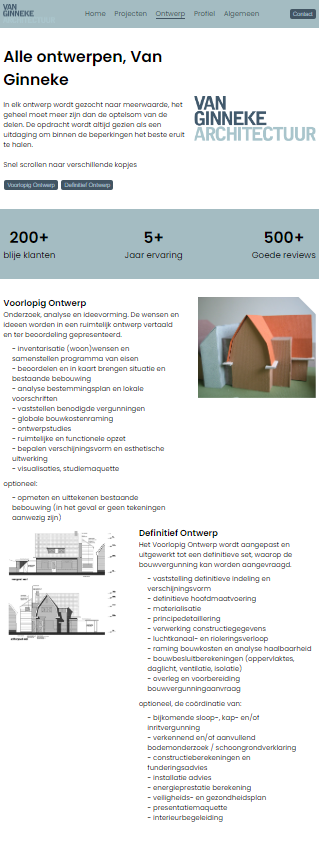 VAN
GINNEKE
ARCHITECTUUR
Home Projecten Ontwerp Profiel Algemeen
Contact
Alle ontwerpen, Van
Ginneke
In elk ontwerp wordt gezocht naar meerwaarde, het
geheel moet meer zijn dan de optelsom van de
delen. De opdracht wordt altijd gezien als een
uitdaging om binnen de beperkingen het beste eruit
te halen.
VAN
GINNEKE
ARCHITECTUUR
Snel scrollen naar verschillende kopjes
Voorlopig Ontwerp Definitief Ontwerp
200+
blije klanten
5+
Jaar ervaring
500+
Goede reviews
Voorlopig Ontwerp
Onderzoek, analyse en ideevorming. De wensen en
ideeen worden in een ruimtelijk ontwerp vertaald
en ter beoordeling gepresenteerd.
- inventarisatie (woon)wensen en
samenstellen programma van eisen
- beoordelen en in kaart brengen situatie en
bestaande bebouwing
- analyse bestemmingsplan en lokale
voorschriften
- vaststellen benodigde vergunningen
- globale bouwkostenraming
- ontwerpstudies
- ruimtelijke en functionele opzet
- bepalen verschijningsvorm en esthetische
uitwerking
- visualisaties, studiemaquette
optioneel:
- opmeten en uittekenen bestaande
bebouwing (in het geval er geen tekeningen
aanwezig zijn)
Definitief Ontwerp
Het Voorlopig Ontwerp wordt aangepast en
uitgewerkt tot een definitieve set, waarop de
bouwvergunning kan worden aangevraagd.
- vaststelling definitieve indeling en
verschijningsvorm
- definitieve hoofdmaatvoering
- materialisatie
- principedetaillering
- verwerking constructiegegevens
- luchtkanaal- en rioleringsverloop
- raming bouwkosten en analyse haalbaarheid
- bouwbesluitberekeningen (oppervlaktes,
daglicht, ventilatie, isolatie)
- overleg en voorbereiding
bouwvergunningaanvraag
optioneel, de coördinatie van:
- bijkomende sloop-, kap- en/of
inritvergunning
- verkennend en/of aanvullend
bodemonderzoek / schoongrondverklaring
- constructieberekeningen en
funderingsadvies
- installatie advies
- energieprestatie berekening
- veiligheids- en gezondheidsplan
- presentatiemaquette
- interieurbegeleiding